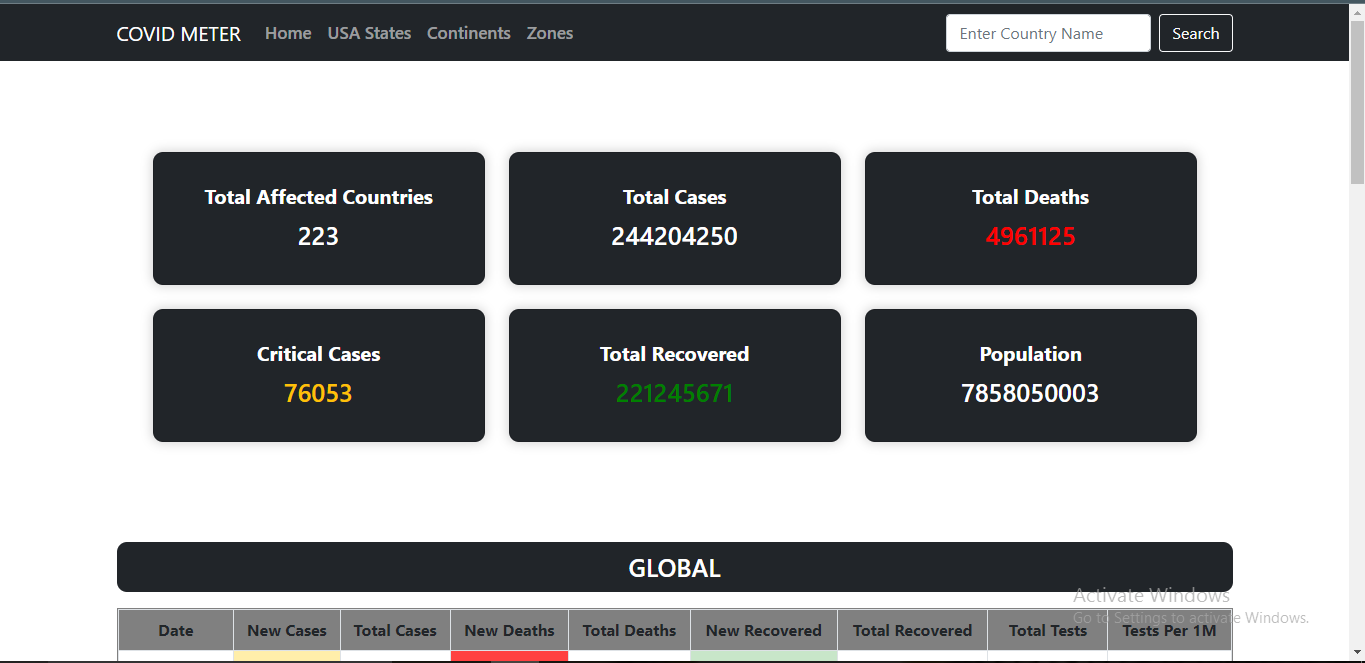 COVID METER Home USA States Continents Zones Enter Country Name Search
Total Affected Countries Total Cases Total Deaths
223 244204250 4961125
Critical Cases Total Recovered Population
76053 221245671 7858050003
GLOBAL
Activate Windows
Go to Settings to activate Windows.
Date New Cases Total Cases New Deaths Total Deaths New Recovered Total Recovered Total Tests Tests Per 1M